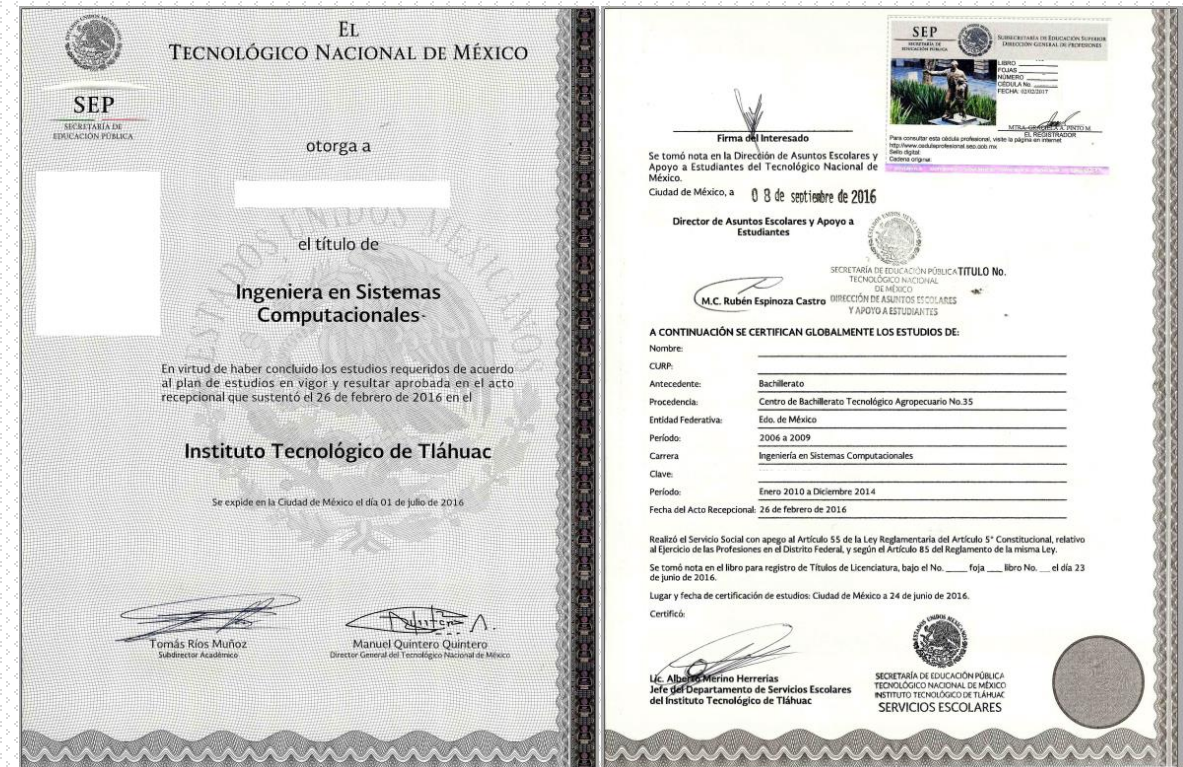 EL
TECNOLÓGICO NACIONAL DE MÉXICO
SEP
SECRETARÍA DE
EDUCACIÓN PÚBLICA
otorga a
el título de
Ingeniera en Sistemas
Computacionales
En virtud de haber concluido los estudios requeridos de acuerdo
al plan de estudios en vigor y resultar aprobada en el acto
recepcional que sustentó el 26 de febrero de 2016 en el
Instituto Tecnológico de Tláhuac
Se expide en la Ciudad de México el día 01 de julio de 2016
Tomás Ríos Muñoz
Subdirector Académico
Manuel Quintero Quintero
Director General del Tecnológico Nacional de México
SEP
SECRETARÍA DE
EDUCACIÓN PÚBLICA
SUBSECRETARÍA DE EDUCACIÓN SUPERIOR
DIRECCIÓN GENERAL DE PROFESIONES
LIBRO
FOJAS
NÚMERO
CÉDULA No.
FECHA: 02/02/2017
MTRA. GRACIELA A. PINTO M.
EL REGISTRADOR
Para consultar esta cédula profesional, visite la página en internet
http://www.cedulaprofesional.sep.gob.mx
Sello digital:
Cadena original:
Firma del Interesado
Se tomó nota en la Dirección de Asuntos Escolares y
Apoyo a Estudiantes del Tecnológico Nacional de
México.
Ciudad de México, a 08 de septiembre de 2016
Director de Asuntos Escolares y Apoyo a
Estudiantes
SECRETARÍA DE EDUCACIÓN PÚBLICA TÍTULO No.
TECNOLÓGICO NACIONAL
DE MÉXICO
M.C. Rubén Espinoza Castro DIRECCIÓN DE ASUNTOS ESCOLARES
Y APOYO A ESTUDIANTES
A CONTINUACIÓN SE CERTIFICAN GLOBALMENTE LOS ESTUDIOS DE:
Nombre:
CURP:
Antecedente: Bachillerato
Procedencia: Centro de Bachillerato Tecnológico Agropecuario No.35
Entidad Federativa: Edo. de México
Período: 2006 a 2009
Carrera Ingeniería en Sistemas Computacionales
Clave:
Período: Enero 2010 a Diciembre 2014
Fecha del Acto Recepcional: 26 de febrero de 2016
Realizó el Servicio Social con apego al Artículo 55 de la Ley Reglamentaria del Artículo 5° Constitucional, relativo
al Ejercicio de las Profesiones en el Distrito Federal, y según el Artículo 85 del Reglamento de la misma Ley.
Se tomó nota en el libro para registro de Títulos de Licenciatura, bajo el No. ____ foja ___ libro No. __ el día 23
de junio de 2016.
Lugar y fecha de certificación de estudios: Ciudad de México a 24 de junio de 2016.
Certificó:
Lic. Alberto Merino Herrerias
Jefe del Departamento de Servicios Escolares
del Instituto Tecnológico de Tláhuac
SECRETARÍA DE EDUCACIÓN PÚBLICA
TECNOLÓGICO NACIONAL DE MÉXICO
INSTITUTO TECNOLÓGICO DE TLÁHUAC
SERVICIOS ESCOLARES